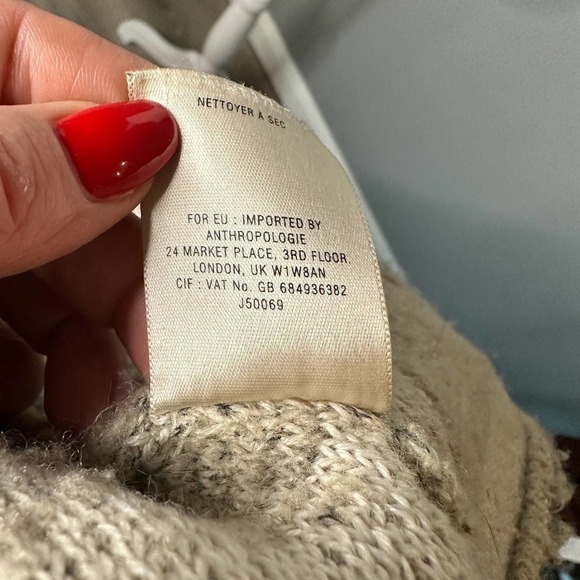 NETTOYER À SEC
FOR EU : IMPORTED BY
ANTHROPOLOGIE
24 MARKET PLACE, 3RD FLOOR.
LONDON, UK W1W8AN
CIF : VAT No. GB 684936382
J50069